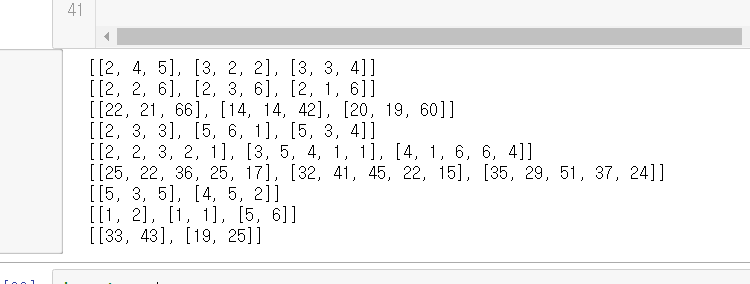 41
[[2, 4, 5], [3, 2, 2], [3, 3, 4]]
[[2, 2, 6], [2, 3, 6], [2, 1, 6]]
[[22, 21, 66], [14, 14, 42], [20, 19, 60]]
[[2, 3, 3], [5, 6, 1], [5, 3, 4]]
[[2, 2, 3, 2, 1], [3, 5, 4, 1, 1], [4, 1, 6, 6, 4]]
[[25, 22, 36, 25, 17], [32, 41, 45, 22, 15], [35, 29, 51, 37, 24]]
[[5, 3, 5], [4, 5, 2]]
[[1, 2], [1, 1], [5, 6]]
[[33, 43], [19, 25]]